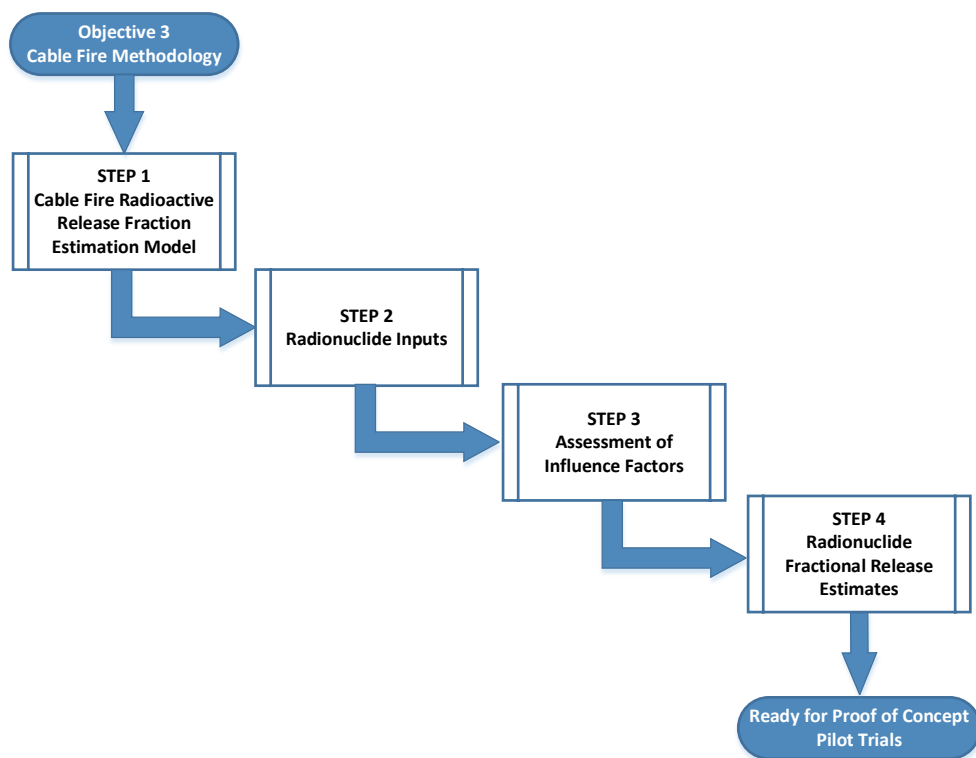 Objective 3
Cable Fire Methodology
STEP 1
Cable Fire Radioactive
Release Fraction
Estimation Model
STEP 2
Radionuclide Inputs
STEP 3
Assessment of
Influence Factors
STEP 4
Radionuclide
Fractional Release
Estimates
Ready for Proof of Concept
Pilot Trials